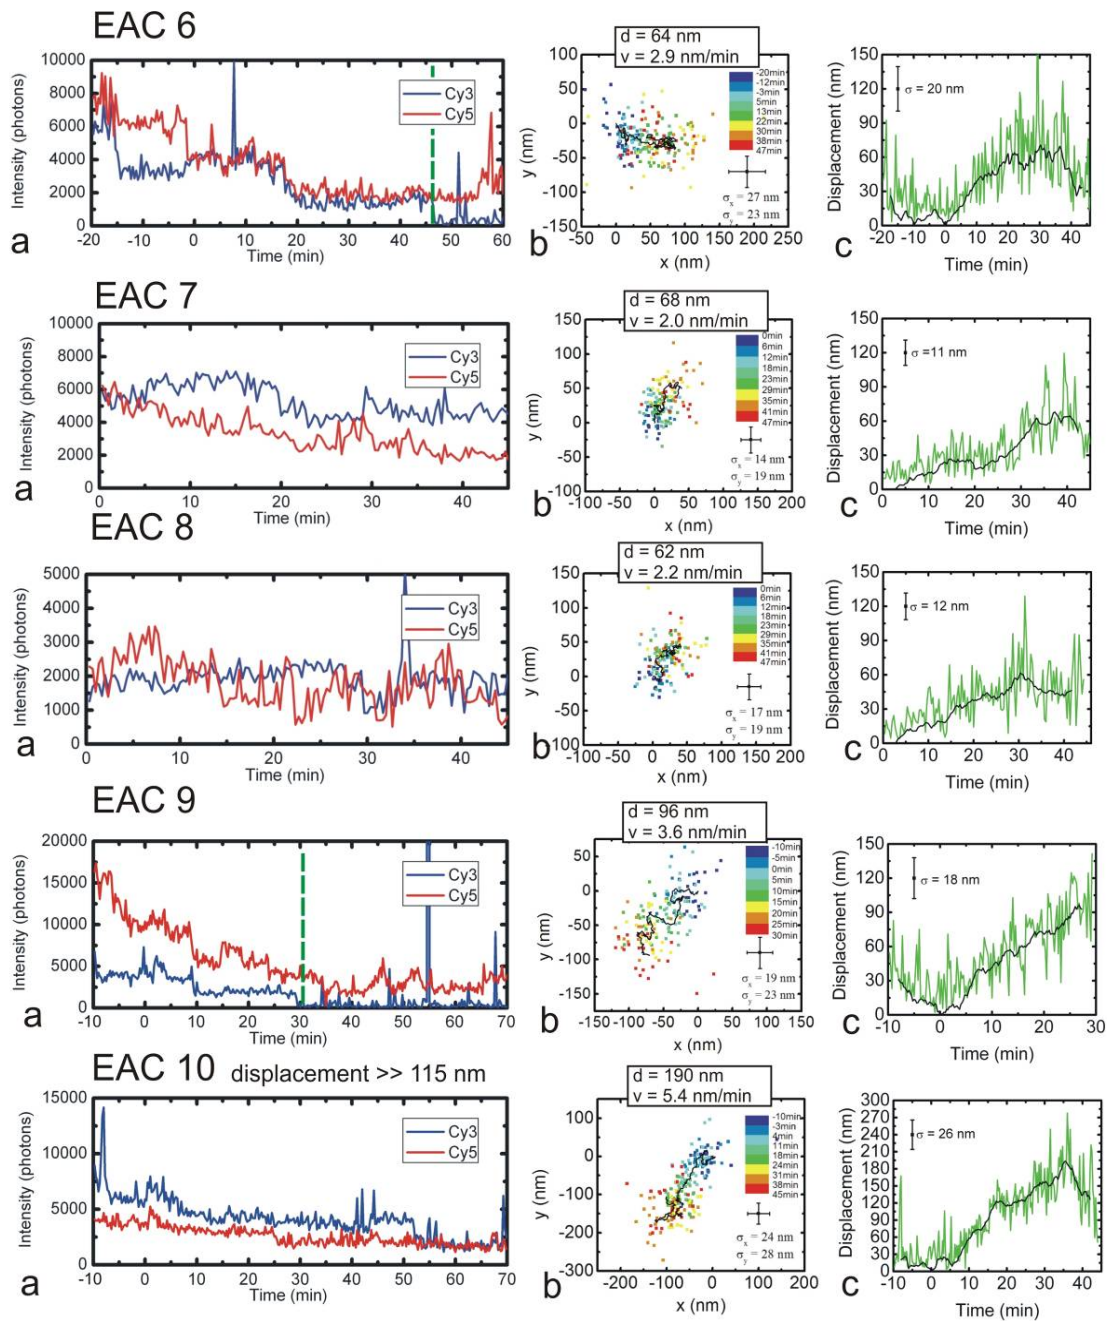 EAC 6
Intensity (photons)
10000
8000
6000
4000
2000
0
Cy3
Cy5
-20 -10 0 10 20 30 40 50 60
Time (min)
a
d = 64 nm
v = 2.9 nm/min
y (nm)
100
50
0
-50
-100
-150
-20min
-12min
-3min
5min
13min
22min
30min
38min
47min
σx = 27 nm
σy = 23 nm
-50 0 50 100 150 200 250
x (nm)
b
Displacement (nm)
150
120
90
60
30
0
σ = 20 nm
-20 -10 0 10 20 30 40
Time (min)
c
EAC 7
Intensity (photons)
10000
8000
6000
4000
2000
0
Cy3
Cy5
0 10 20 30 40
Time (min)
a
d = 68 nm
v = 2.0 nm/min
y (nm)
150
100
50
0
-50
-100
0min
6min
12min
18min
23min
29min
35min
41min
47min
σx = 14 nm
σy = 19 nm
-100 -50 0 50 100 150 200
x (nm)
b
Displacement (nm)
150
120
90
60
30
0
σ =11 nm
0 10 20 30 40
Time (min)
c
EAC 8
Intensity (photons)
5000
4000
3000
2000
1000
0
Cy3
Cy5
0 10 20 30 40
Time (min)
a
d = 62 nm
v = 2.2 nm/min
y (nm)
150
100
50
0
-50
-100
0min
6min
12min
18min
23min
29min
35min
41min
47min
σx = 17 nm
σy = 19 nm
-100 -50 0 50 100 150 200
x (nm)
b
Displacement (nm)
150
120
90
60
30
0
σ = 12 nm
0 10 20 30 40
Time (min)
c
EAC 9
Intensity (photons)
20000
15000
10000
5000
0
Cy3
Cy5
-10 0 10 20 30 40 50 60 70
Time (min)
a
d = 96 nm
v = 3.6 nm/min
y (nm)
50
0
-50
-100
-150
-10min
-5min
0min
5min
10min
15min
20min
25min
30min
σx = 19 nm
σy = 23 nm
-150 -100 -50 0 50 100 150
x (nm)
b
Displacement (nm)
150
120
90
60
30
0
σ = 18 nm
-10 0 10 20 30
Time (min)
c
EAC 10 displacement >> 115 nm
Intensity (photons)
15000
10000
5000
0
Cy3
Cy5
-10 0 10 20 30 40 50 60 70
Time (min)
a
d = 190 nm
v = 5.4 nm/min
y (nm)
100
0
-100
-200
-300
-10min
-3min
4min
11min
18min
24min
31min
38min
45min
σx = 24 nm
σy = 28 nm
-200 -100 0 100 200
x (nm)
b
Displacement (nm)
300
270
240
210
180
150
120
90
60
30
0
σ = 26 nm
-10 0 10 20 30 40
Time (min)
c